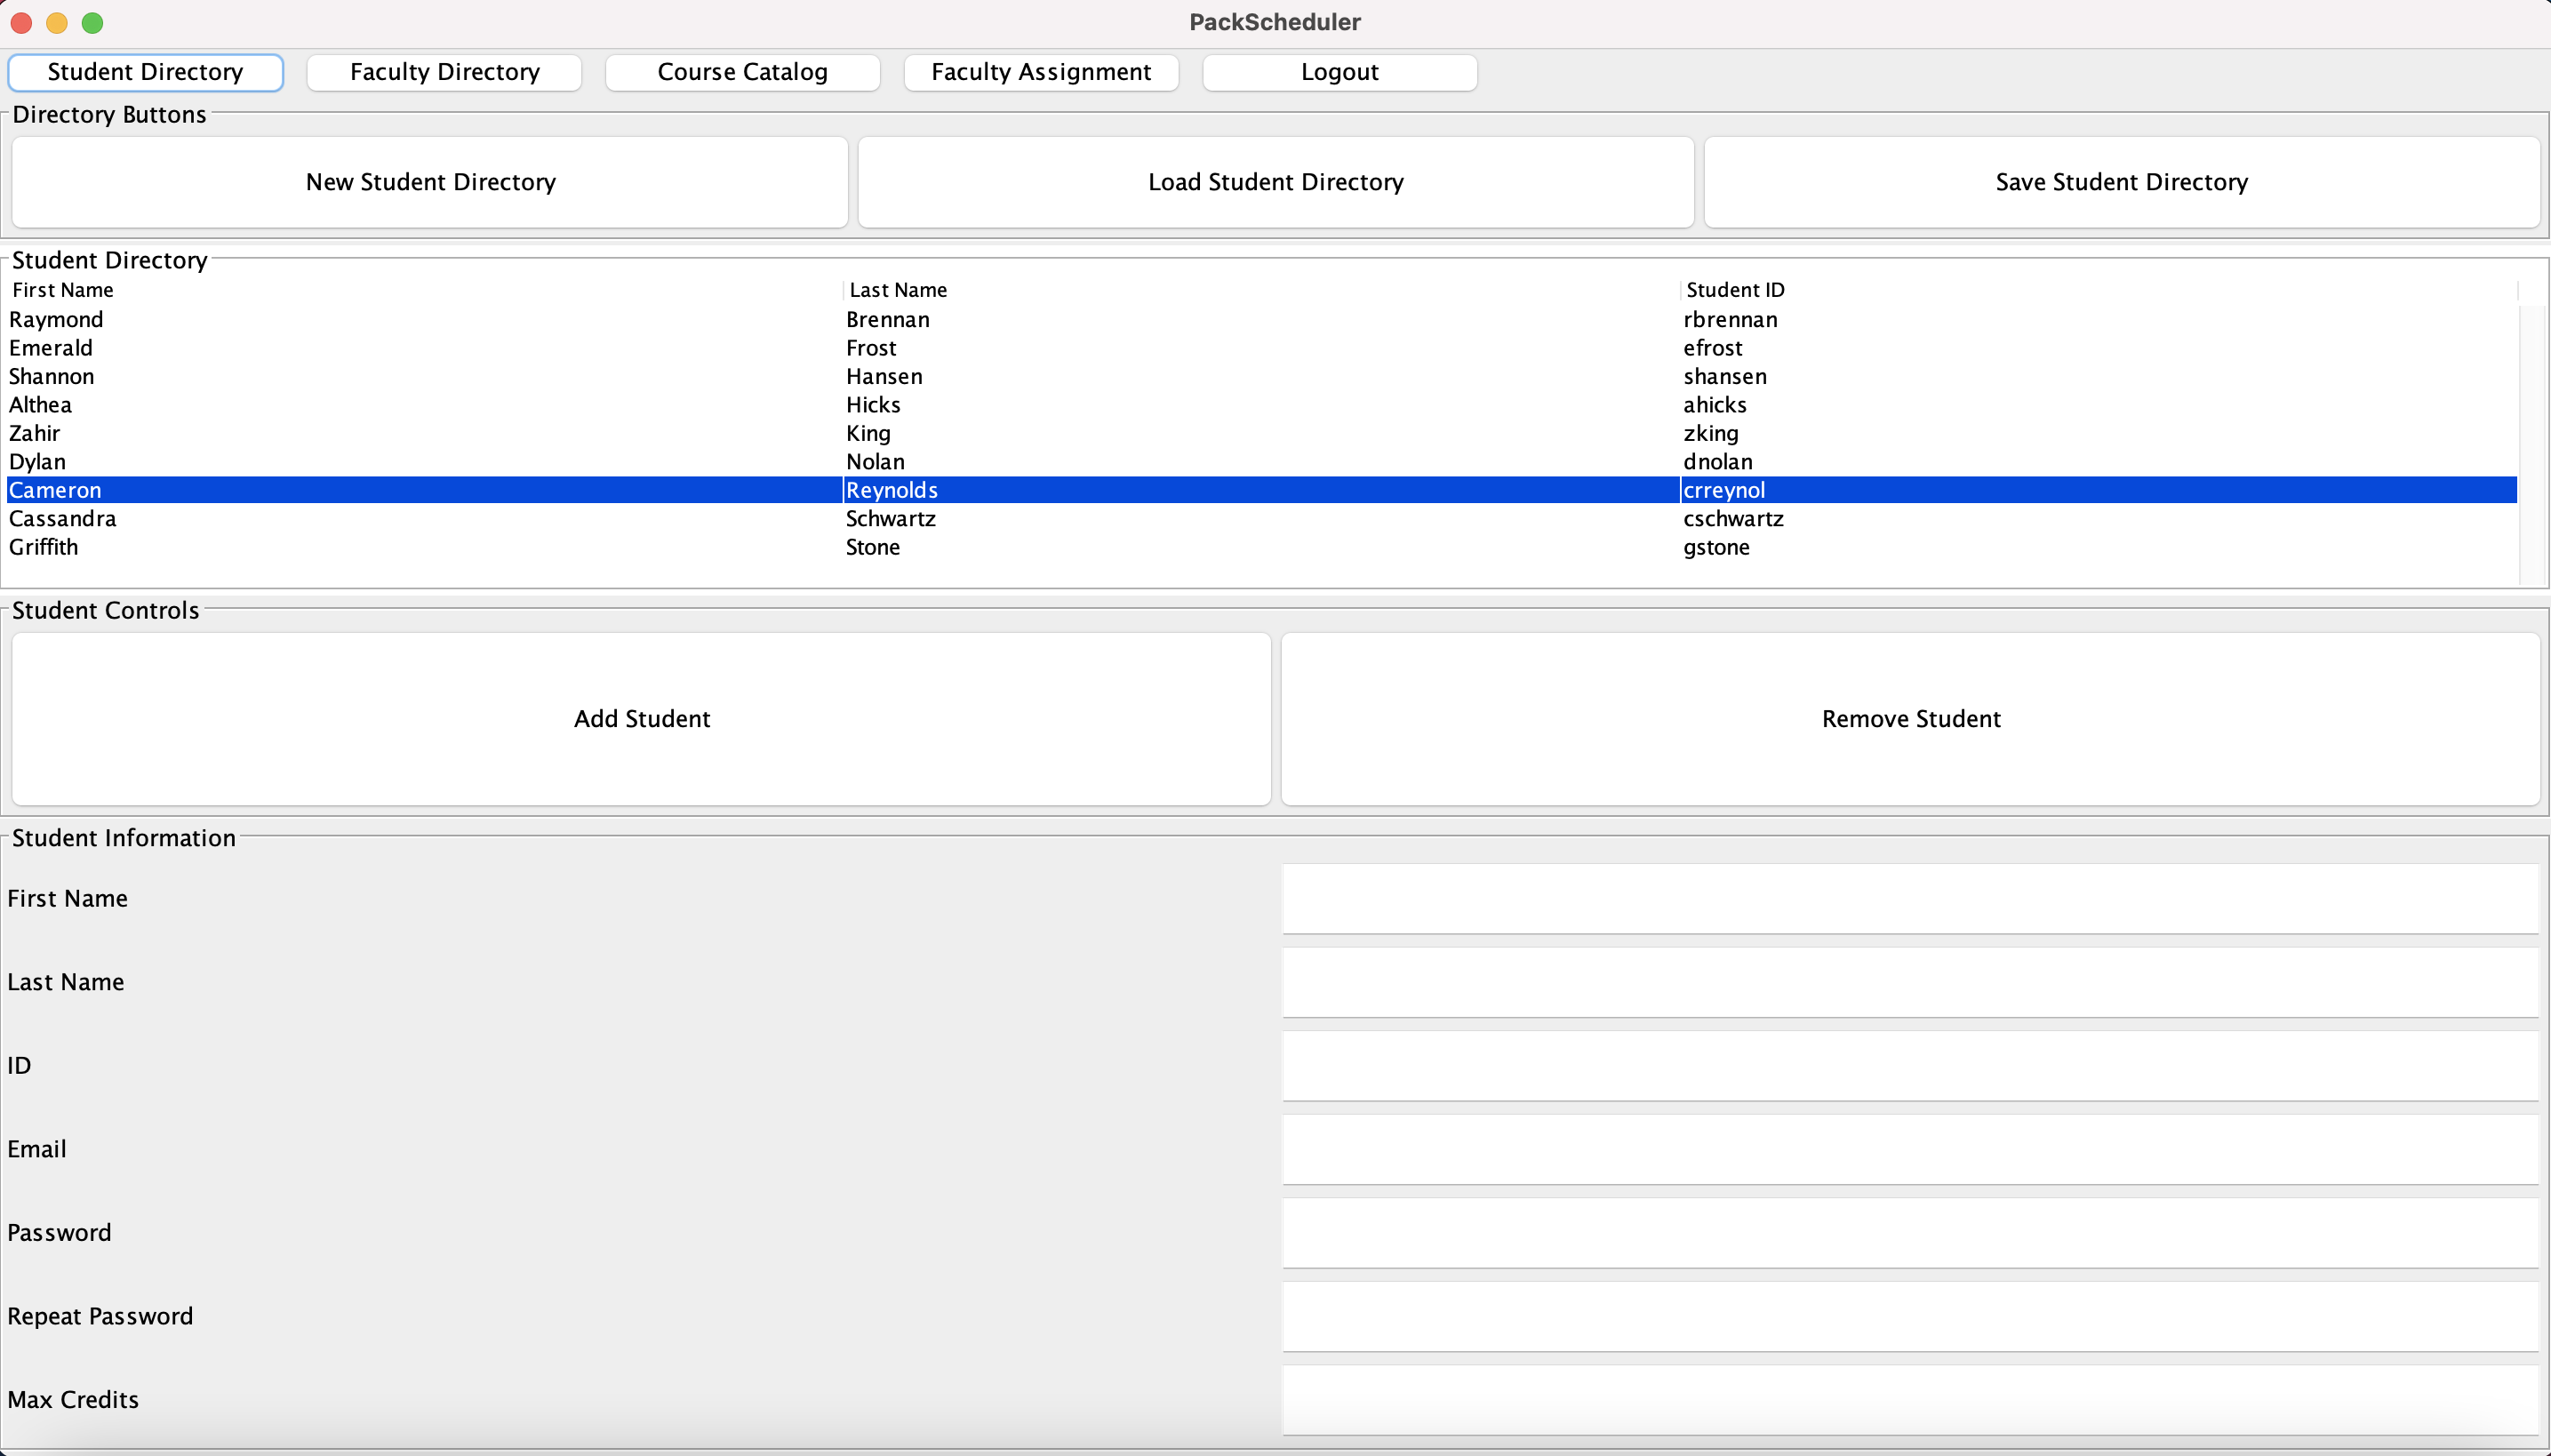 PackScheduler
Student Directory Faculty Directory Course Catalog Faculty Assignment Logout
Directory Buttons
New Student Directory Load Student Directory Save Student Directory
Student Directory
First Name Last Name Student ID
Raymond Brennan rbrennan
Emerald Frost efrost
Shannon Hansen shansen
Althea Hicks ahicks
Zahir King zking
Dylan Nolan dnolan
Cameron Reynolds crreynol
Cassandra Schwartz cschwartz
Griffith Stone gstone
Student Controls
Add Student Remove Student
Student Information
First Name
Last Name
ID
Email
Password
Repeat Password
Max Credits